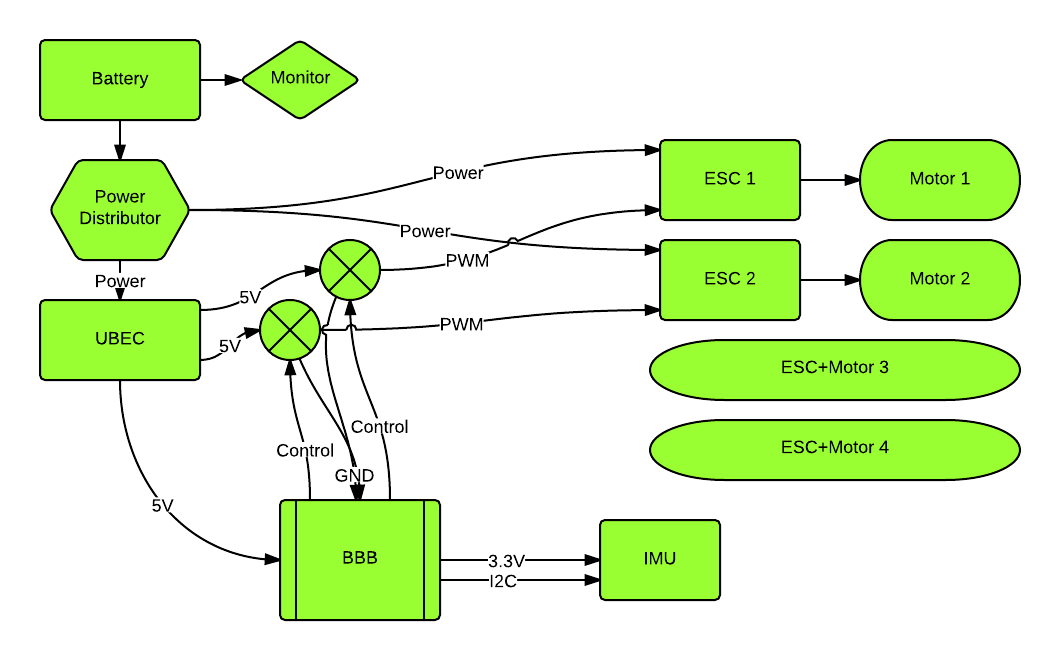 Battery
Monitor
Power
Distributor
Power
ESC 1
Motor 1
Power
PWM
ESC 2
Motor 2
Power
5V
UBEC
5V
PWM
ESC+Motor 3
Control
Control
ESC+Motor 4
GND
5V
BBB
3.3V
I2C
IMU